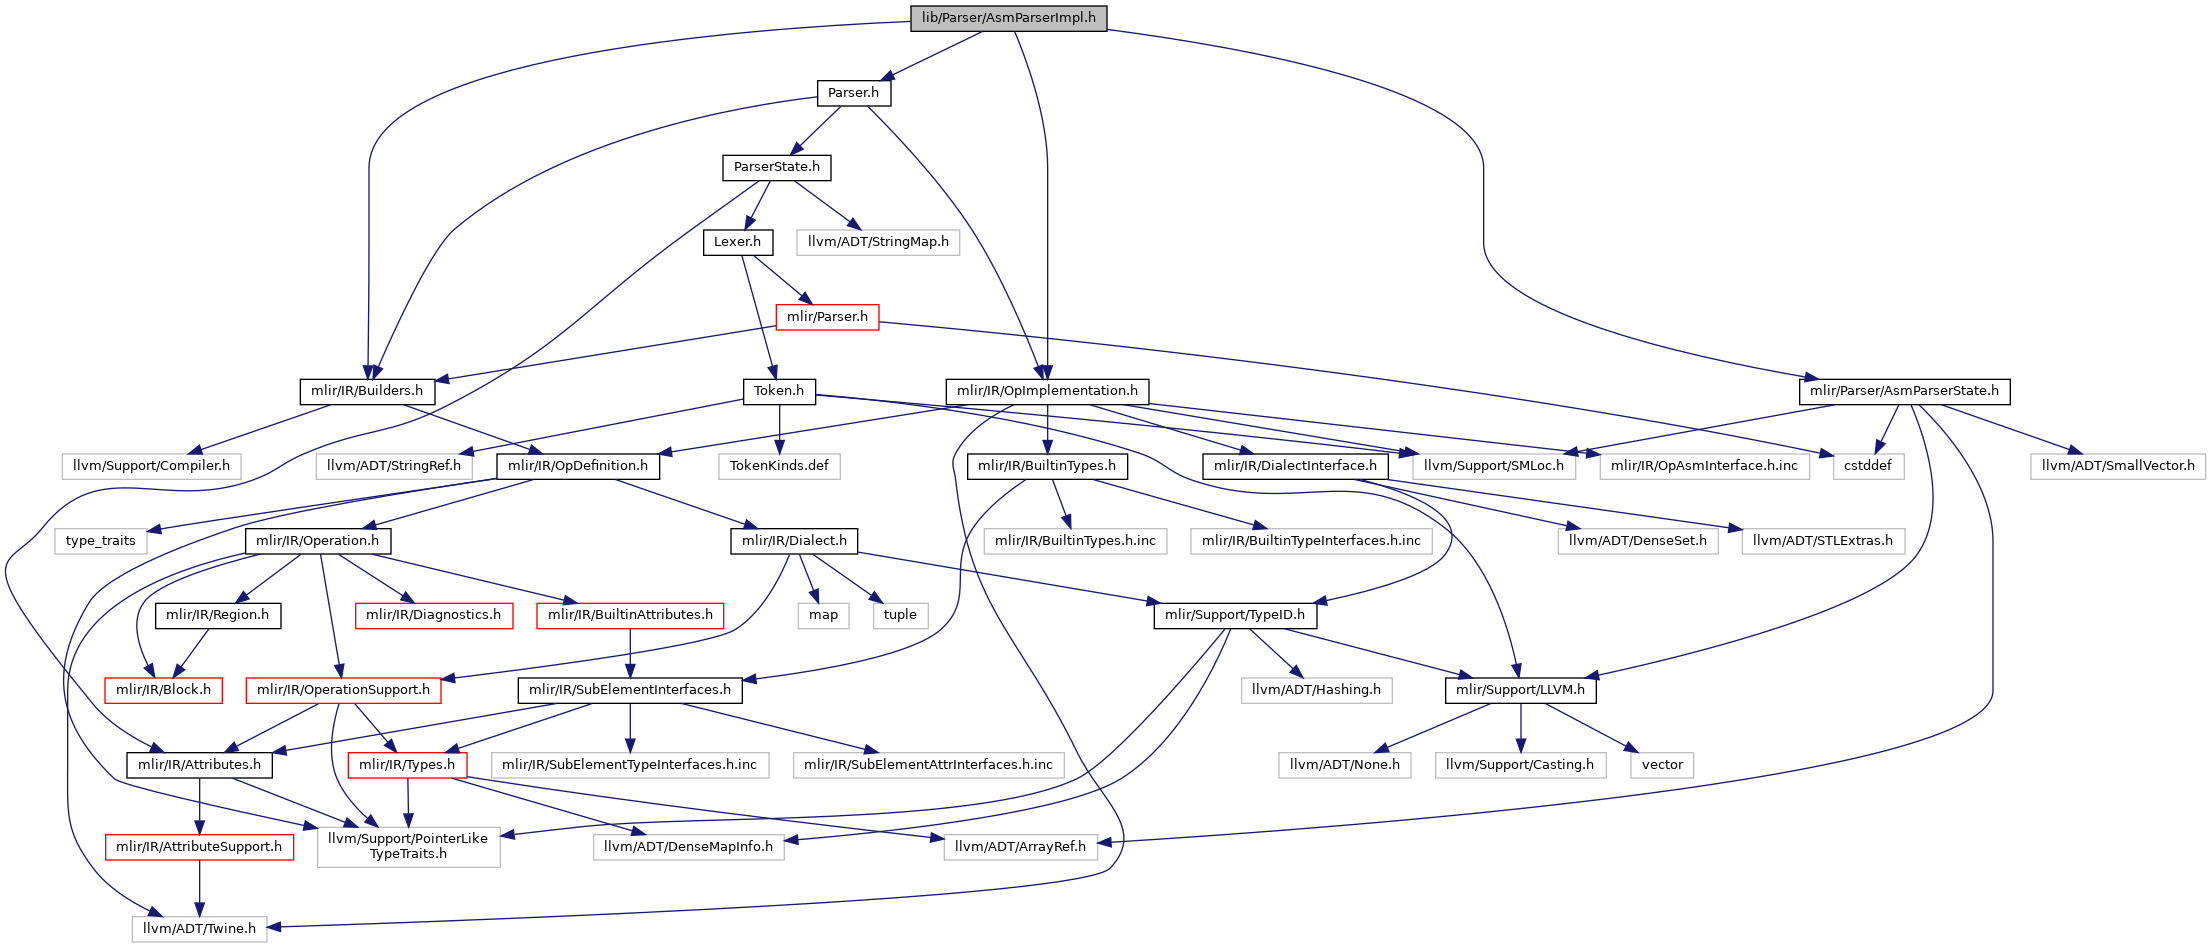 lib/Parser/AsmParserImpl.h
Parser.h
ParserState.h
Lexer.h
llvm/ADT/StringMap.h
mlir/Parser.h
mlir/IR/Builders.h
Token.h
mlir/IR/OpImplementation.h
mlir/Parser/AsmParserState.h
llvm/Support/Compiler.h
llvm/ADT/StringRef.h
mlir/IR/OpDefinition.h
TokenKinds.def
mlir/IR/BuiltinTypes.h
mlir/IR/DialectInterface.h
llvm/Support/SMLoc.h
mlir/IR/OpAsmInterface.h.inc
cstddef
llvm/ADT/SmallVector.h
type_traits
mlir/IR/Operation.h
mlir/IR/Dialect.h
mlir/IR/BuiltinTypes.h.inc
mlir/IR/BuiltinTypeInterfaces.h.inc
llvm/ADT/DenseSet.h
llvm/ADT/STLExtras.h
mlir/IR/Region.h
mlir/IR/Diagnostics.h
mlir/IR/BuiltinAttributes.h
map
tuple
mlir/Support/TypeID.h
mlir/IR/Block.h
mlir/IR/OperationSupport.h
mlir/IR/SubElementInterfaces.h
llvm/ADT/Hashing.h
mlir/Support/LLVM.h
mlir/IR/Attributes.h
mlir/IR/Types.h
mlir/IR/SubElementTypeInterfaces.h.inc
mlir/IR/SubElementAttrInterfaces.h.inc
llvm/ADT/None.h
llvm/Support/Casting.h
vector
mlir/IR/AttributeSupport.h
llvm/Support/PointerLike
TypeTraits.h
llvm/ADT/DenseMapInfo.h
llvm/ADT/ArrayRef.h
llvm/ADT/Twine.h